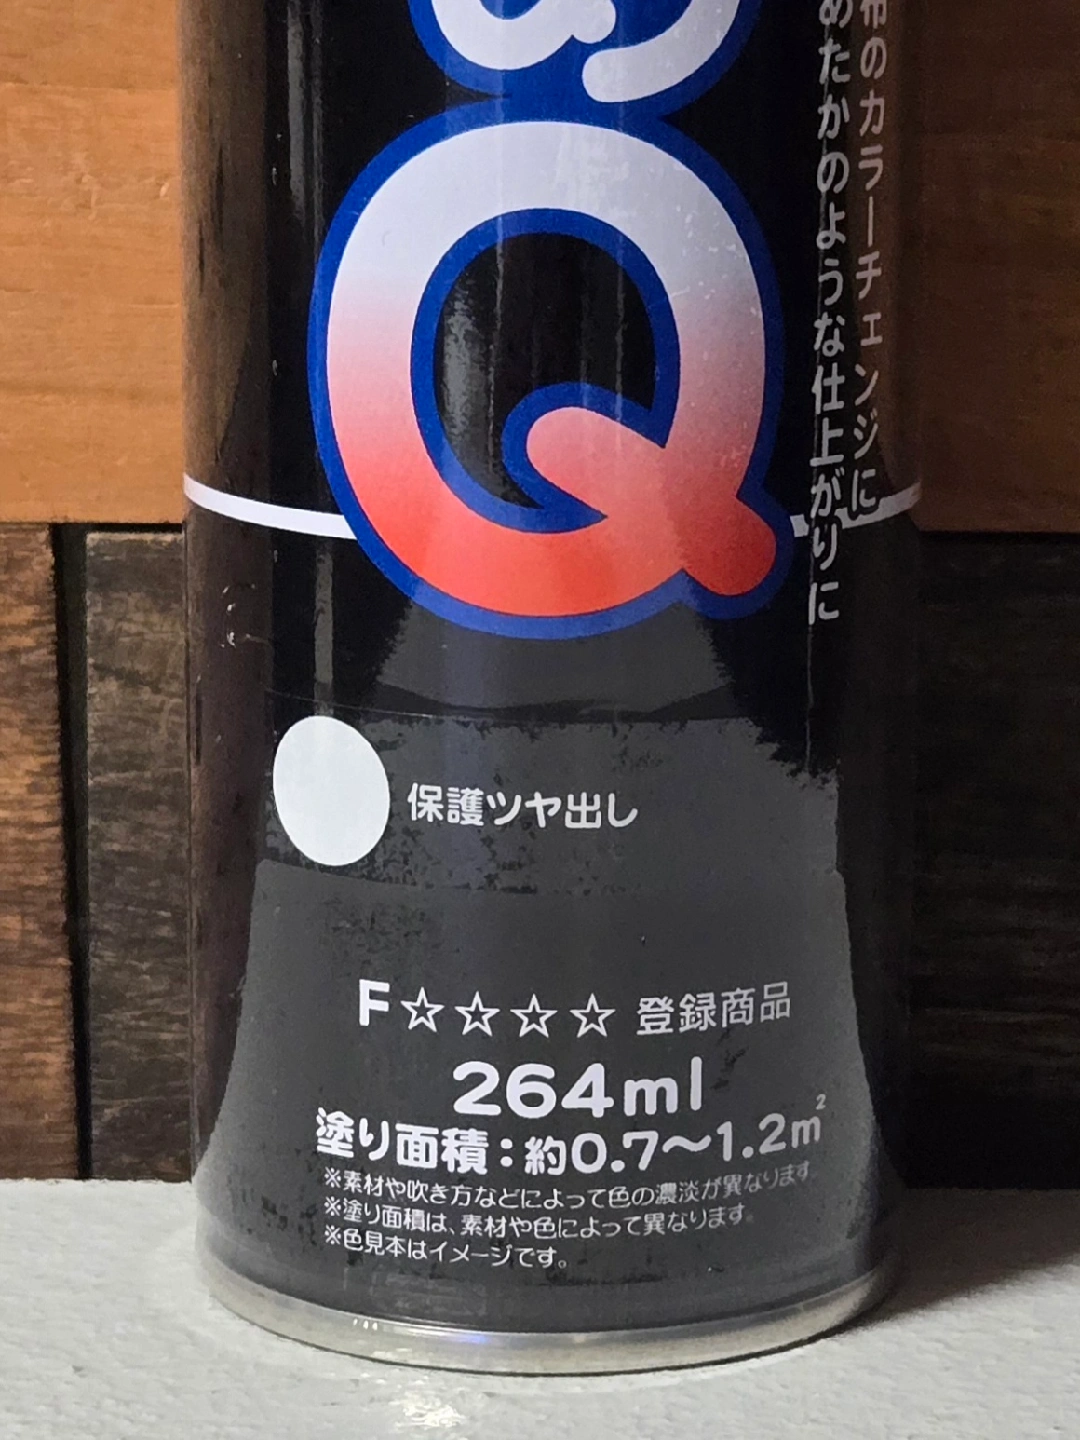 Q
布のカラーチェンジに
めたかのような仕上がりに
保護ツヤ出し
F☆☆☆☆ 登録商品
264ml
塗り面積：約0.7～1.2m²
※素材や吹き方などによって色の濃淡が異なります。
※塗り面積は、素材や色によって異なります。
※色見本はイメージです。